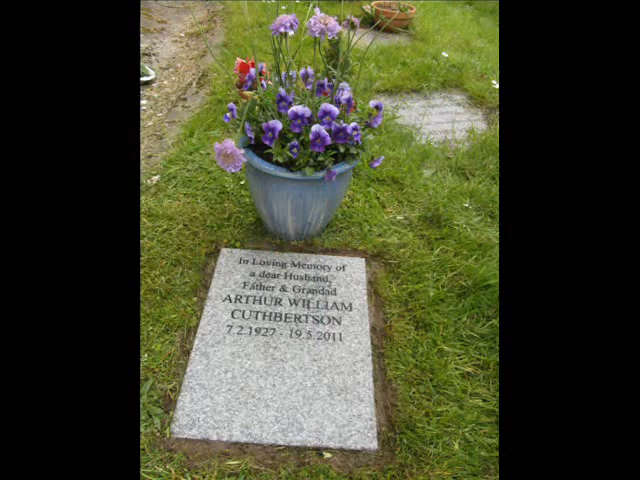 In Loving Memory of
a dear Husband,
Father & Grandad
ARTHUR WILLIAM
CUTHBERTSON
7.2.1927 - 19.5.2011